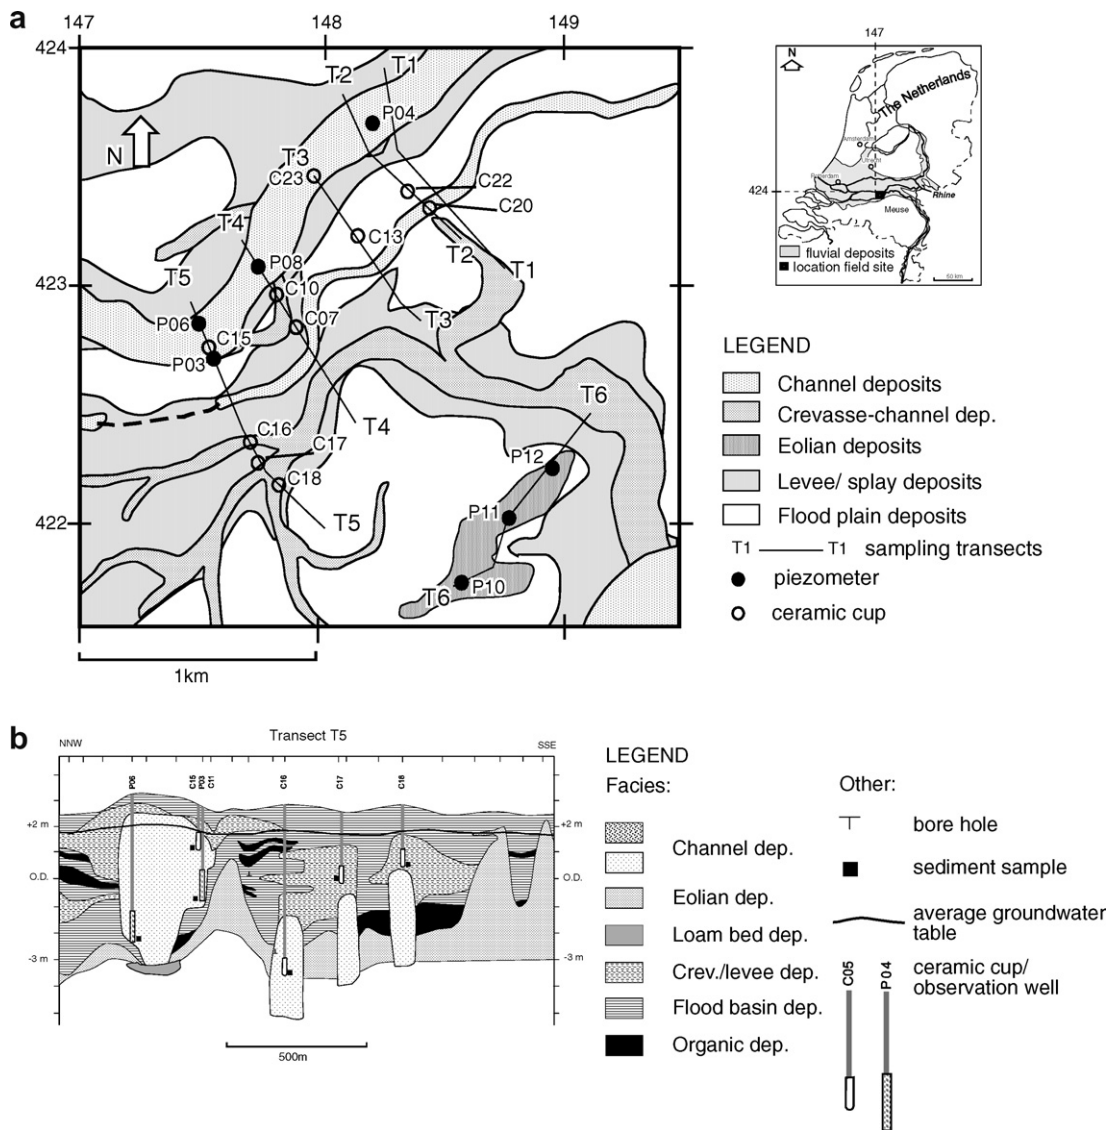 a
147
148
149
424
423
422
N
T1
T2
P04
T3
C23
C22
C20
C13
T4
P08
T2
T1
C10
T5
C07
T3
P06
C15
P03
T6
T4
C16
C17
P12
C18
T5
P11
T6
P10
1km
147
N
The Netherlands
Amsterdam
Utrecht
Rotterdam
424
Rhine
Meuse
fluvial deposits
location field site
50 km
LEGEND
Channel deposits
Crevasse-channel dep.
Eolian deposits
Levee/ splay deposits
Flood plain deposits
T1 T1 sampling transects
piezometer
ceramic cup
b
NNW
Transect T5
SSE
P06
C15
P03
C11
C16
C17
C18
+2 m
+2 m
O.D.
O.D.
-3 m
-3 m
500m
LEGEND
Facies:
Channel dep.
Eolian dep.
Loam bed dep.
Crev./levee dep.
Flood basin dep.
Organic dep.
Other:
bore hole
sediment sample
average groundwater
table
C05
P04
ceramic cup/
observation well